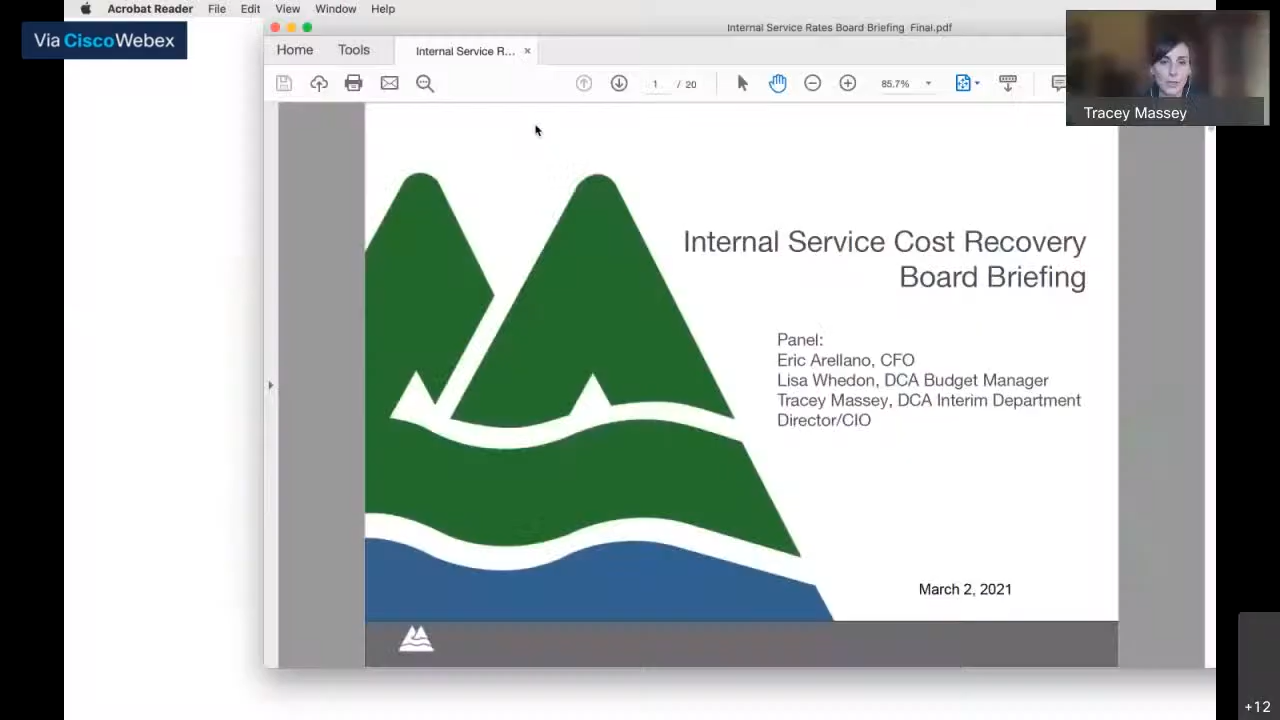 Acrobat Reader File Edit View Window Help
Via CiscoWebex
Internal Service Rates Board Briefing Final.pdf
Home Tools Internal Service R... ×
1 / 20 85.7%
Tracey Massey
Internal Service Cost Recovery
Board Briefing
Panel:
Eric Arellano, CFO
Lisa Whedon, DCA Budget Manager
Tracey Massey, DCA Interim Department
Director/CIO
March 2, 2021
+12